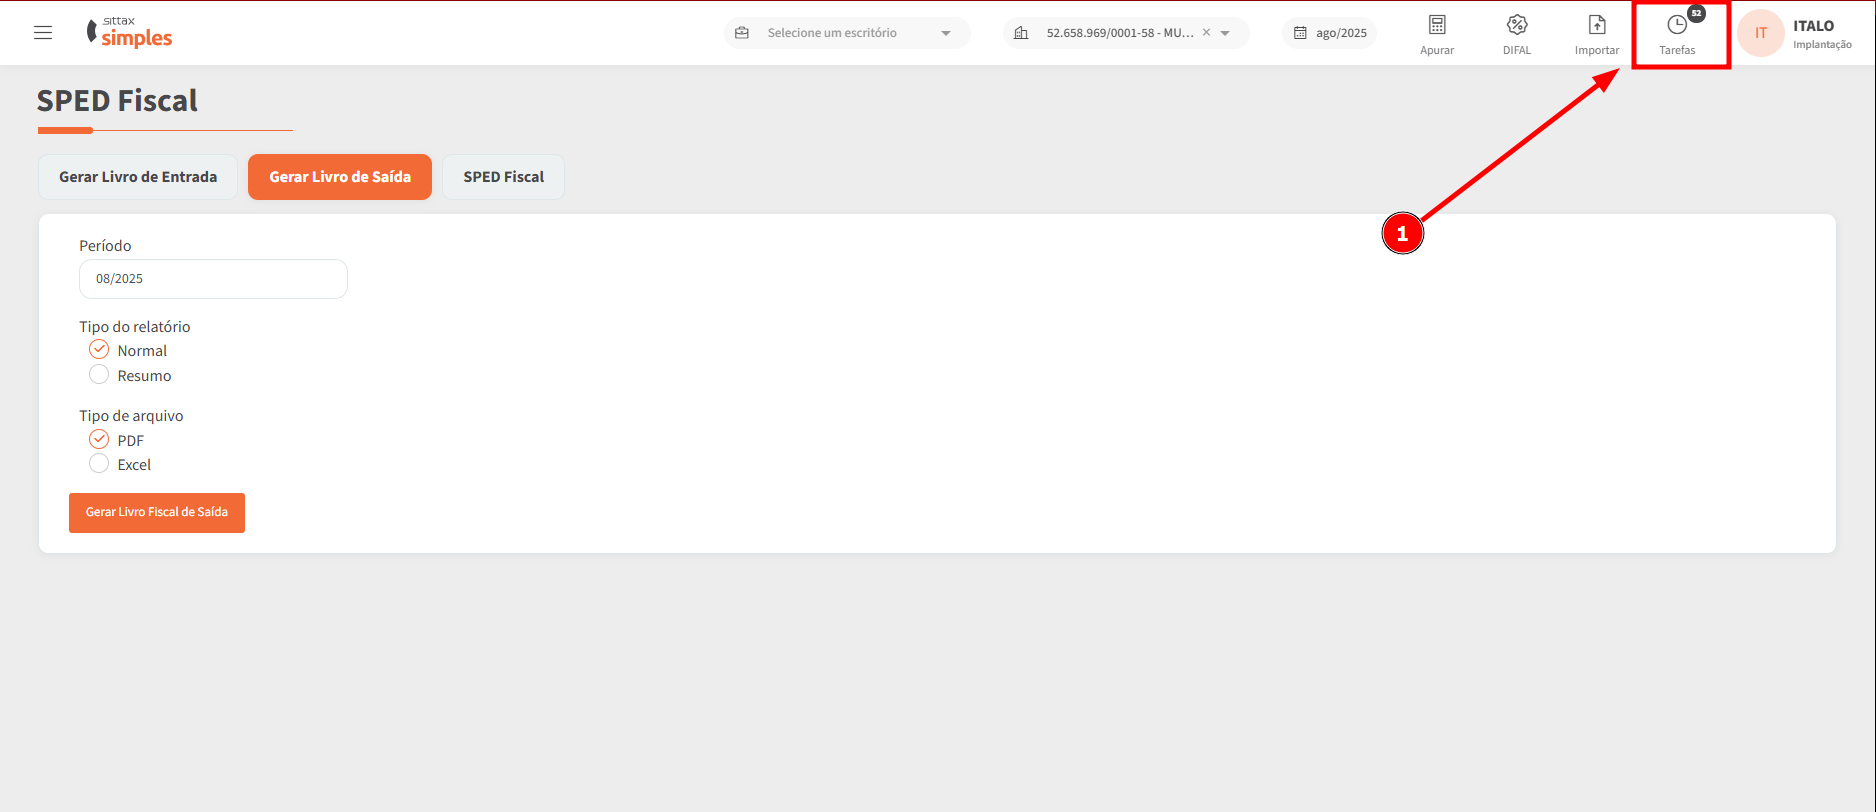 sittax
simples
Selecione um escritório
52.658.969/0001-58 - MU...
ago/2025
Apurar
DIFAL
Importar
52
Tarefas
IT
ITALO
Implantação
SPED Fiscal
Gerar Livro de Entrada
Gerar Livro de Saída
SPED Fiscal
1
Período
08/2025
Tipo do relatório
Normal
Resumo
Tipo de arquivo
PDF
Excel
Gerar Livro Fiscal de Saída